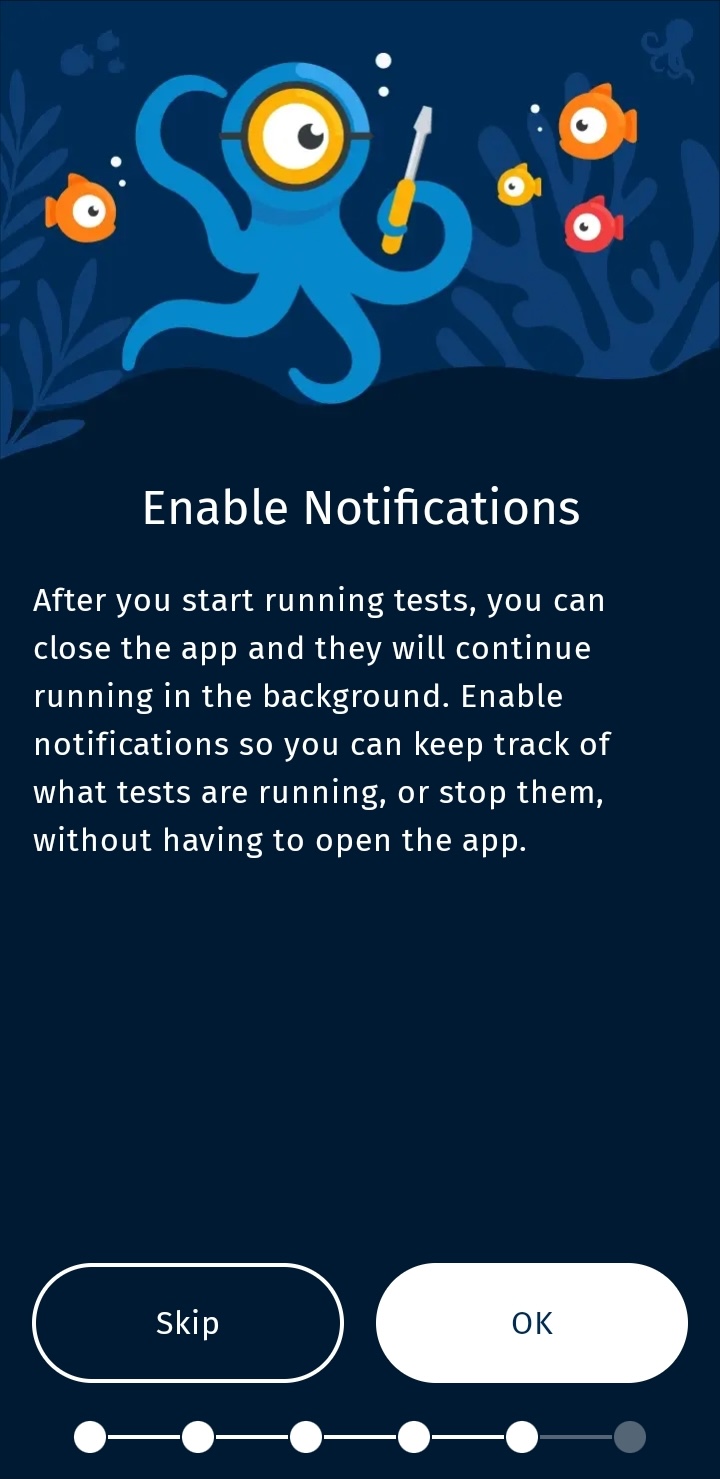 Enable Notifications
After you start running tests, you can
close the app and they will continue
running in the background. Enable
notifications so you can keep track of
what tests are running, or stop them,
without having to open the app.
Skip
OK